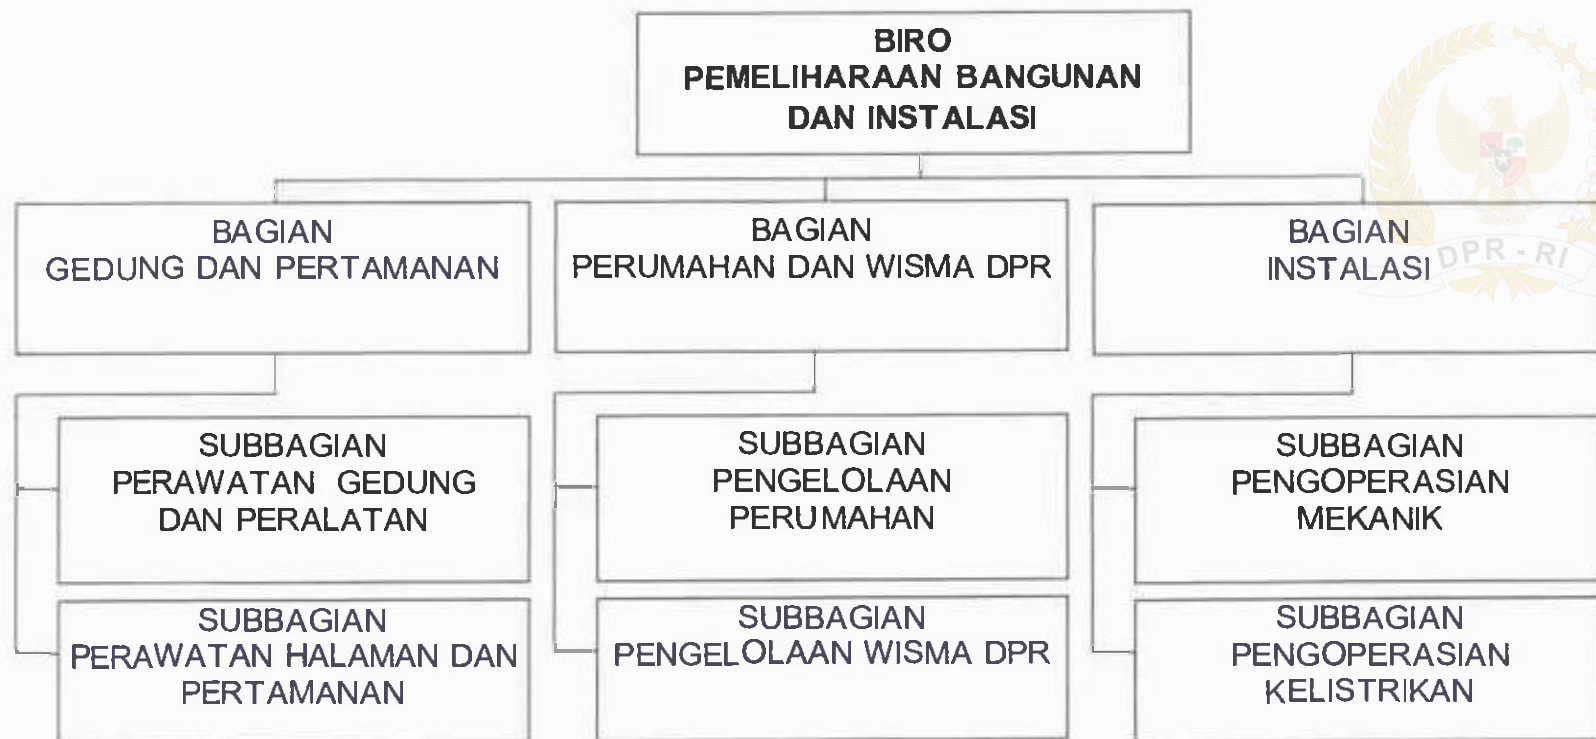 BIRO
PEMELIHARAAN BANGUNAN
DAN INSTALASI
BAGIAN
GEDUNG DAN PERTAMANAN
BAGIAN
PERUMAHAN DAN WISMA DPR
BAGIAN
INSTALASI
DPR - RI
SUBBAGIAN
PERAWATAN GEDUNG
DAN PERALATAN
SUBBAGIAN
PENGELOLAAN
PERUMAHAN
SUBBAGIAN
PENGOPERASIAN
MEKANIK
SUBBAGIAN
PERAWATAN HALAMAN DAN
PERTAMANAN
SUBBAGIAN
PENGELOLAAN WISMA DPR
SUBBAGIAN
PENGOPERASIAN
KELISTRIKAN